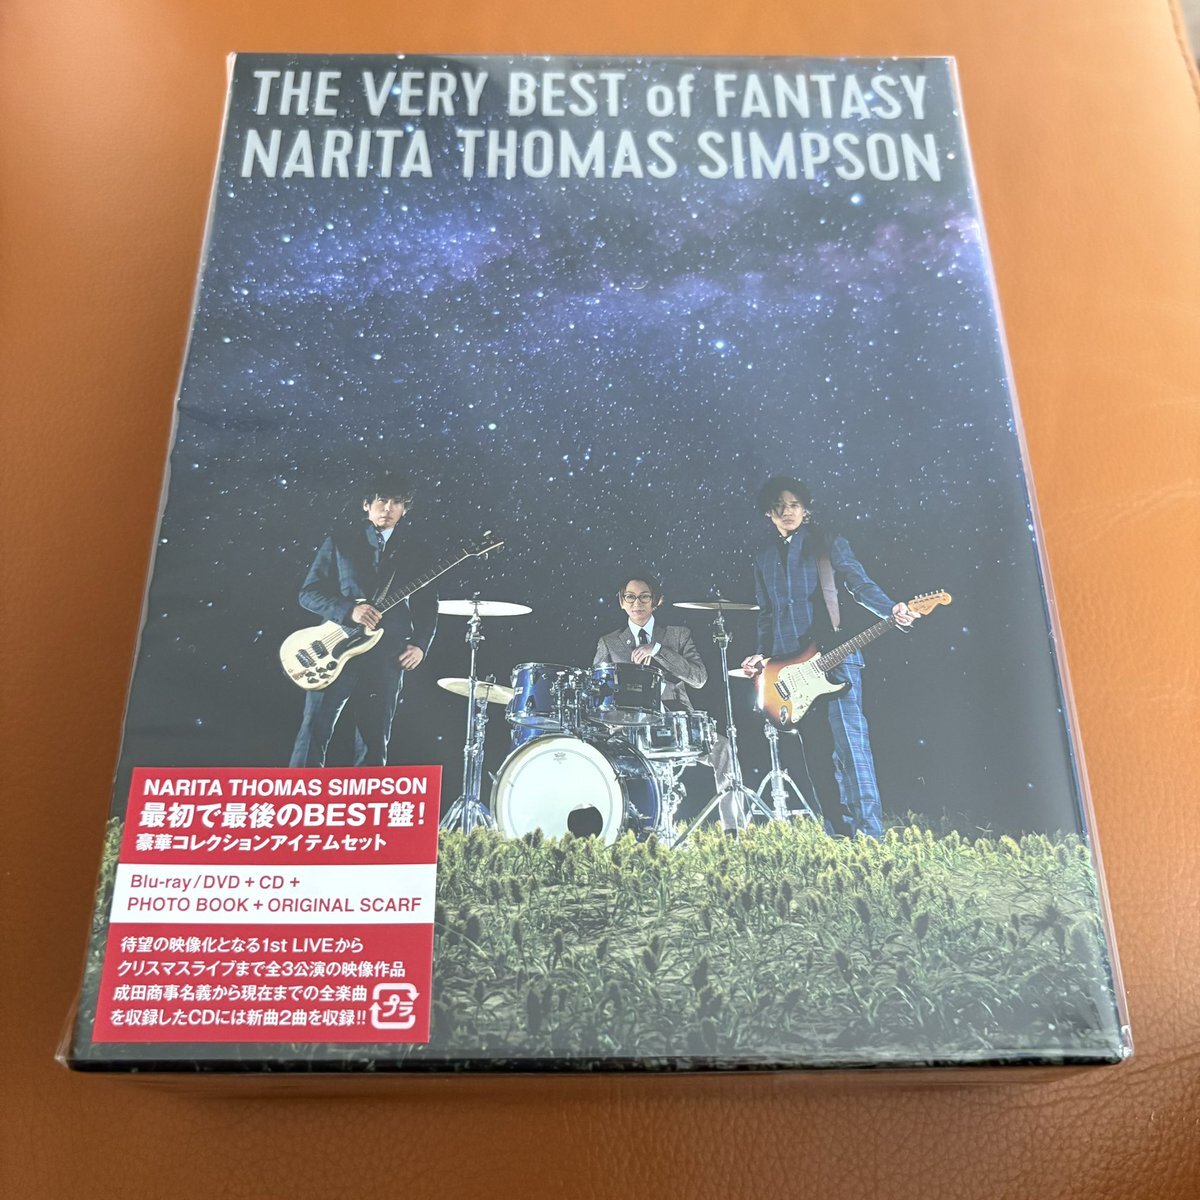 THE VERY BEST of FANTASY
NARITA THOMAS SIMPSON
NARITA THOMAS SIMPSON
最初で最後のBEST盤!
豪華コレクションアイテムセット
Blu-ray/DVD+CD+
PHOTO BOOK+ORIGINAL SCARF
待望の映像化となる1st LIVEから
クリスマスライブまで全3公演の映像作品
成田商事名義から現在までの全楽曲
を収録したCDには新曲2曲を収録!!
プラ